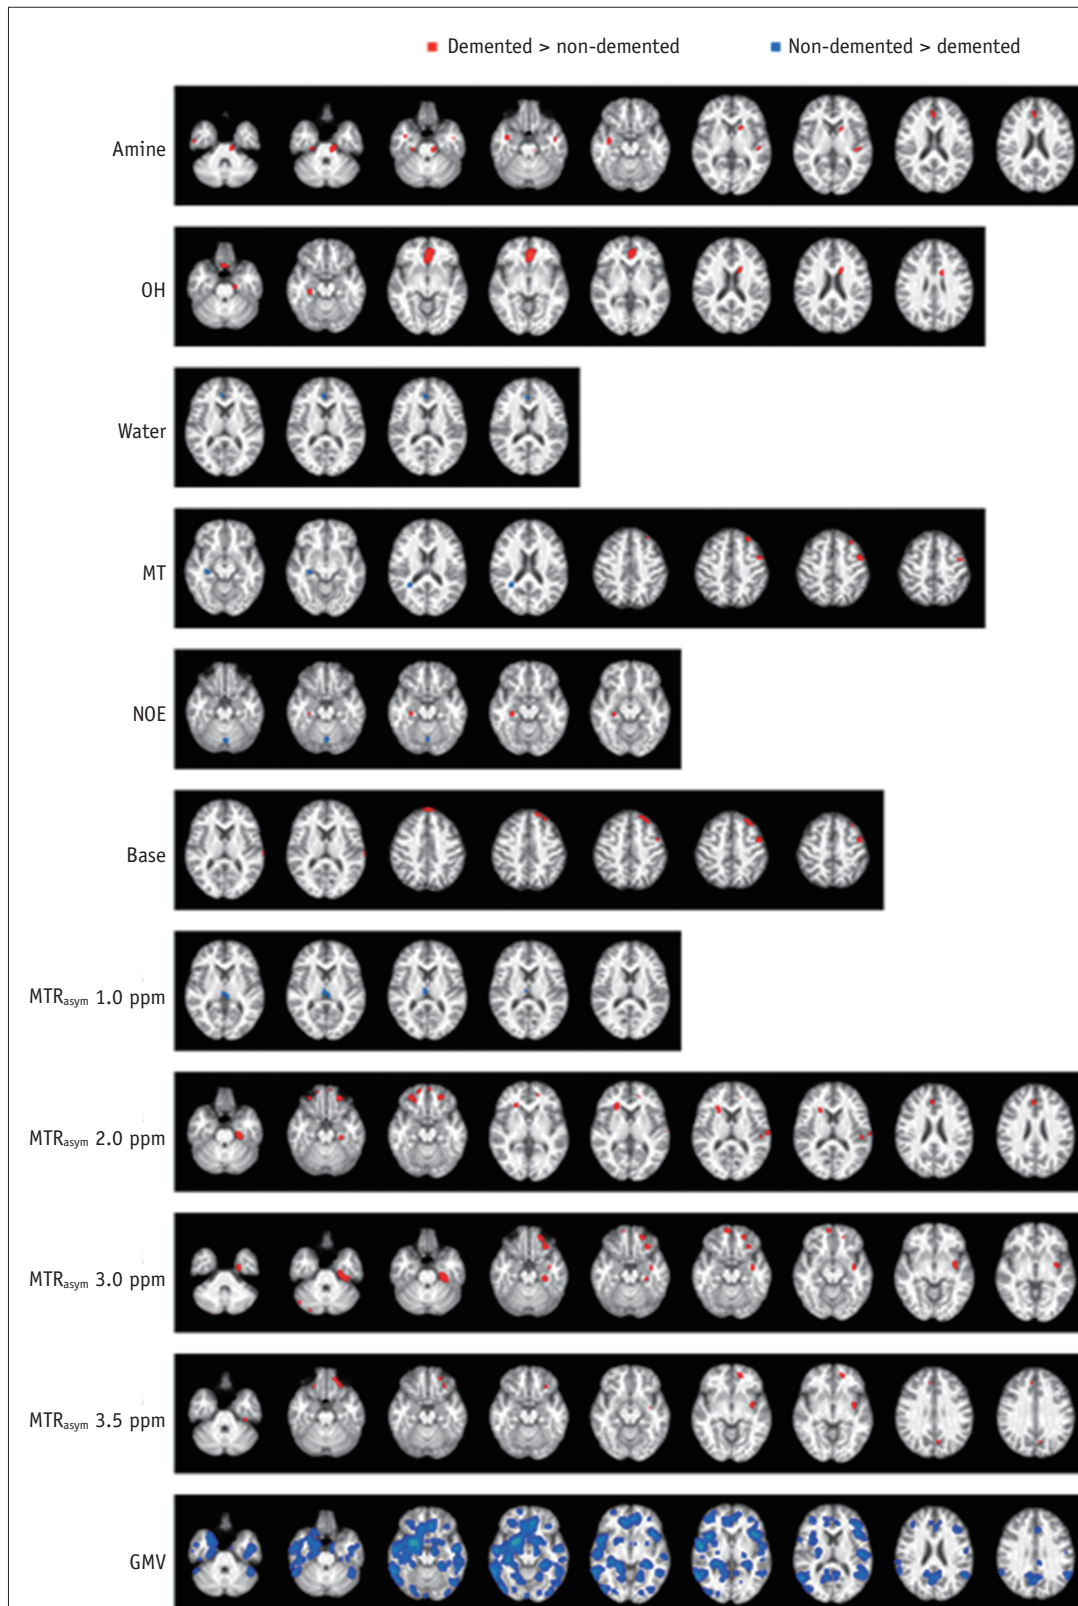 Demented > non-demented
Non-demented > demented
Amine
OH
Water
MT
NOE
Base
MTRasym 1.0 ppm
MTRasym 2.0 ppm
MTRasym 3.0 ppm
MTRasym 3.5 ppm
GMV